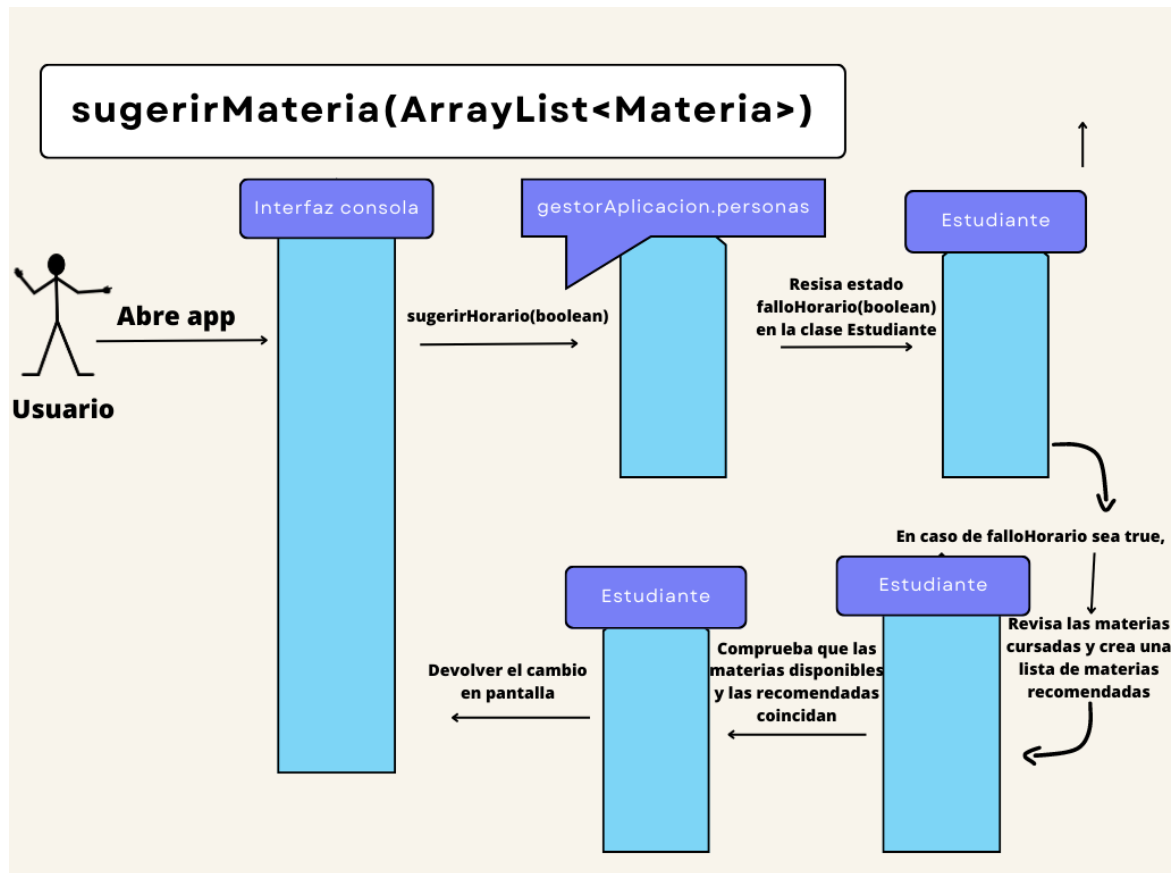 sugerirMateria(ArrayList<Materia>)
Interfaz consola
gestorAplicacion.personas
Estudiante
Abre app
sugerirHorario(boolean)
Resisa estado
falloHorario(boolean)
en la clase Estudiante
Usuario
En caso de falloHorario sea true,
Estudiante
Estudiante
Revisa las materias
cursadas y crea una
lista de materias
recomendadas
Comprueba que las
materias disponibles
y las recomendadas
coincidan
Devolver el cambio
en pantalla